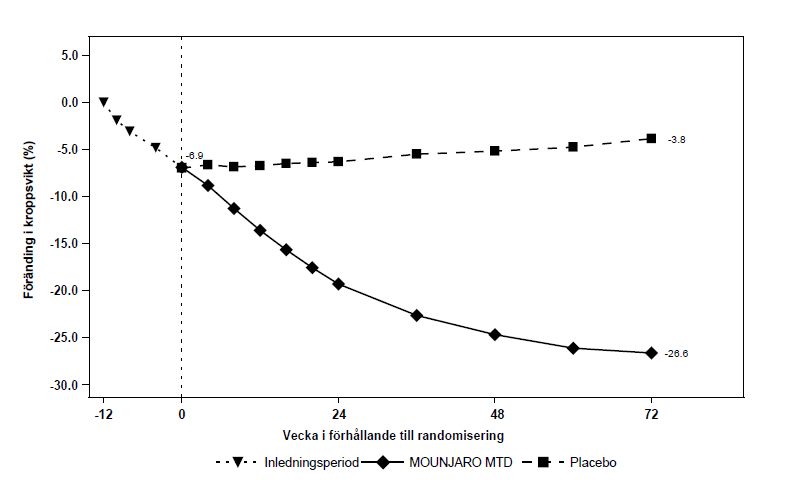 5.0
0.0
-5.0
-10.0
-15.0
-20.0
-25.0
-30.0
Föränding i kroppsvikt (%)
-6.9
-3.8
-26.6
-12 0 24 48 72
Vecka i förhållande till randomisering
Inledningsperiod MOUNJARO MTD Placebo